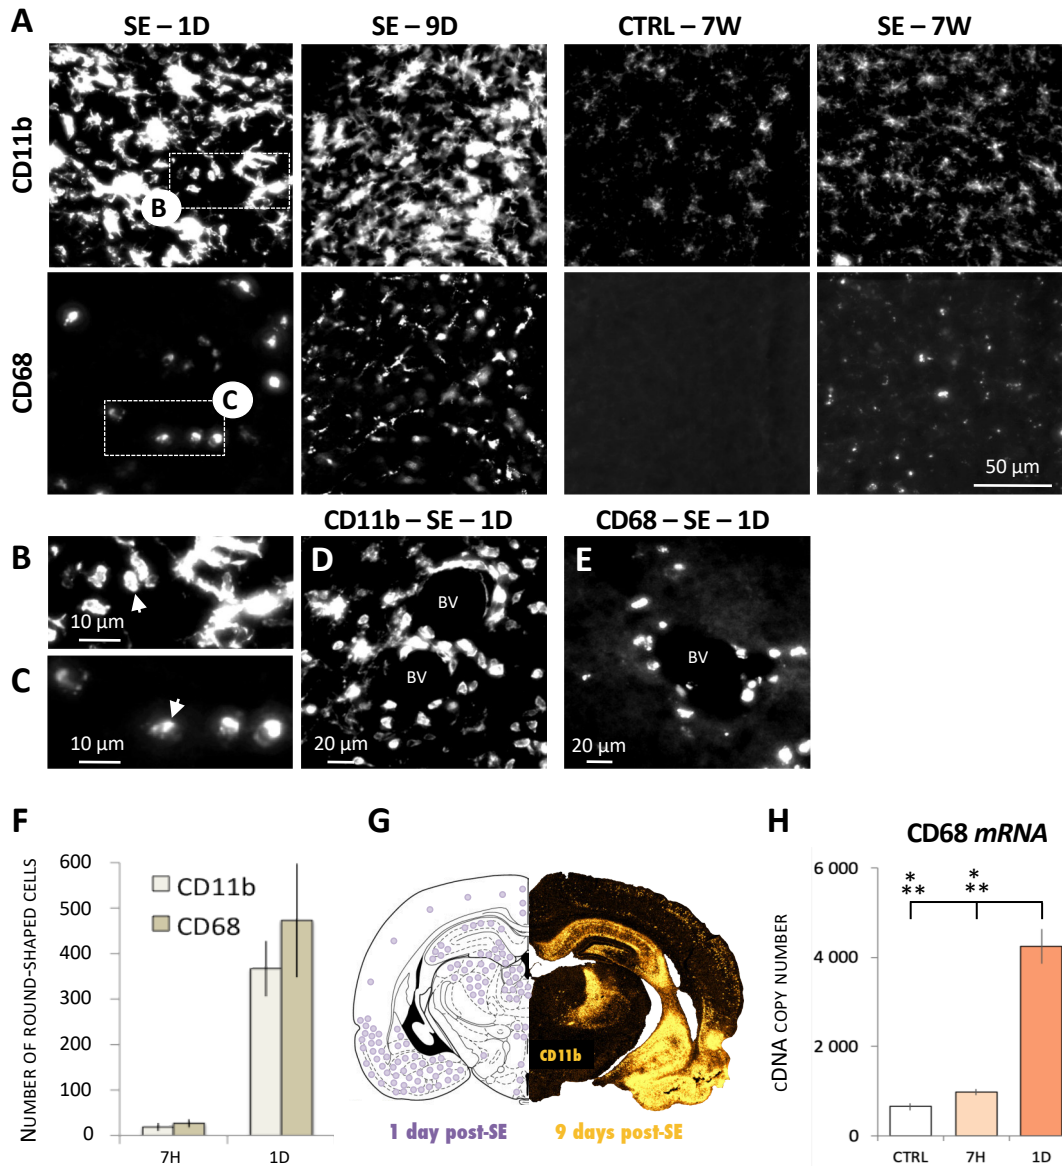 A
SE – 1D
SE – 9D
CTRL – 7W
SE – 7W
CD11b
B
CD68
C
50 µm
CD11b – SE – 1D
CD68 – SE – 1D
B
10 µm
C
10 µm
D
BV
BV
20 µm
E
BV
20 µm
F
NUMBER OF ROUND-SHAPED CELLS
600
500
400
300
200
100
0
CD11b
CD68
7H
1D
G
CD11b
1 day post-SE
9 days post-SE
H
CD68 mRNA
cDNA COPY NUMBER
6 000
4 000
2 000
0
*
**
*
**
CTRL
7H
1D